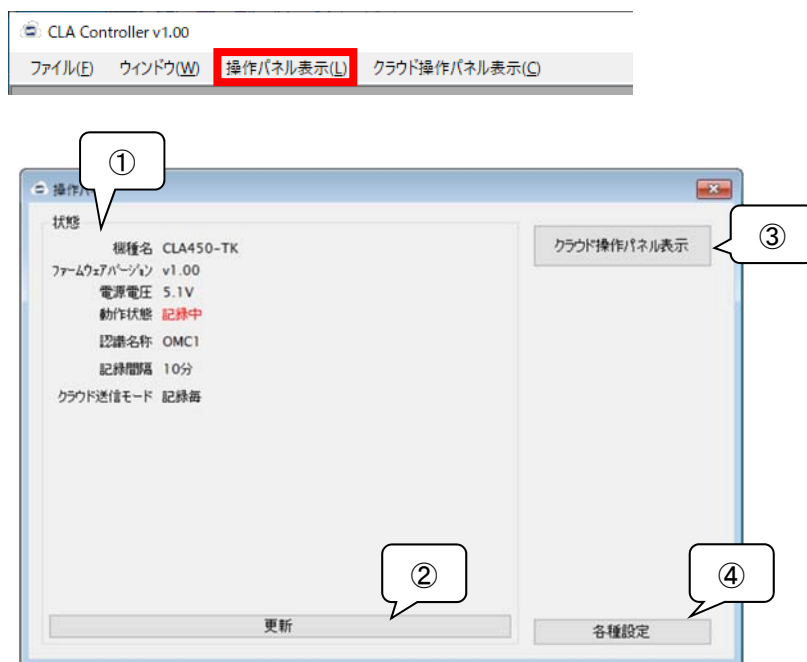 CLA Controller v1.00
ファイル(F) ウィンドウ(W) 操作パネル表示(L) クラウド操作パネル表示(C)
①
操作パ
状態
機種名 CLA450-TK
ファームウェアバージョン v1.00
電源電圧 5.1V
動作状態 記録中
認識名称 OMC1
記録間隔 10分
クラウド送信モード 記録毎
クラウド操作パネル表示
③
②
④
更新
各種設定